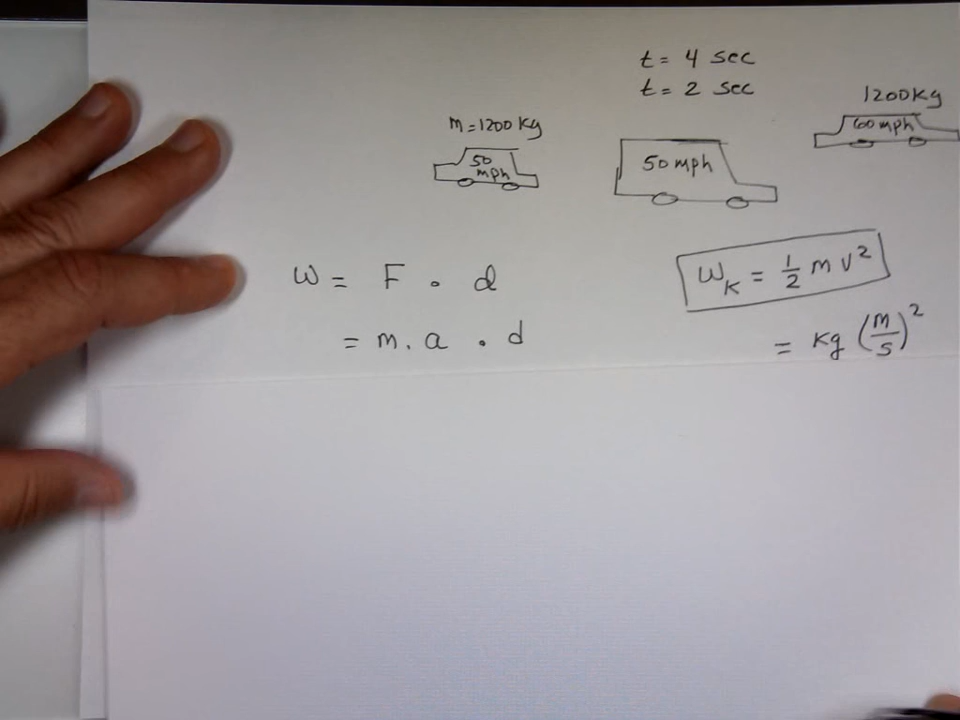 t = 4 sec
t = 2 sec
1200 Kg
m = 1200 Kg
60 mph
50 mph
50
mph
W = F . d
W_K = 1/2 m v²
= m . a . d
= Kg (m/s)²